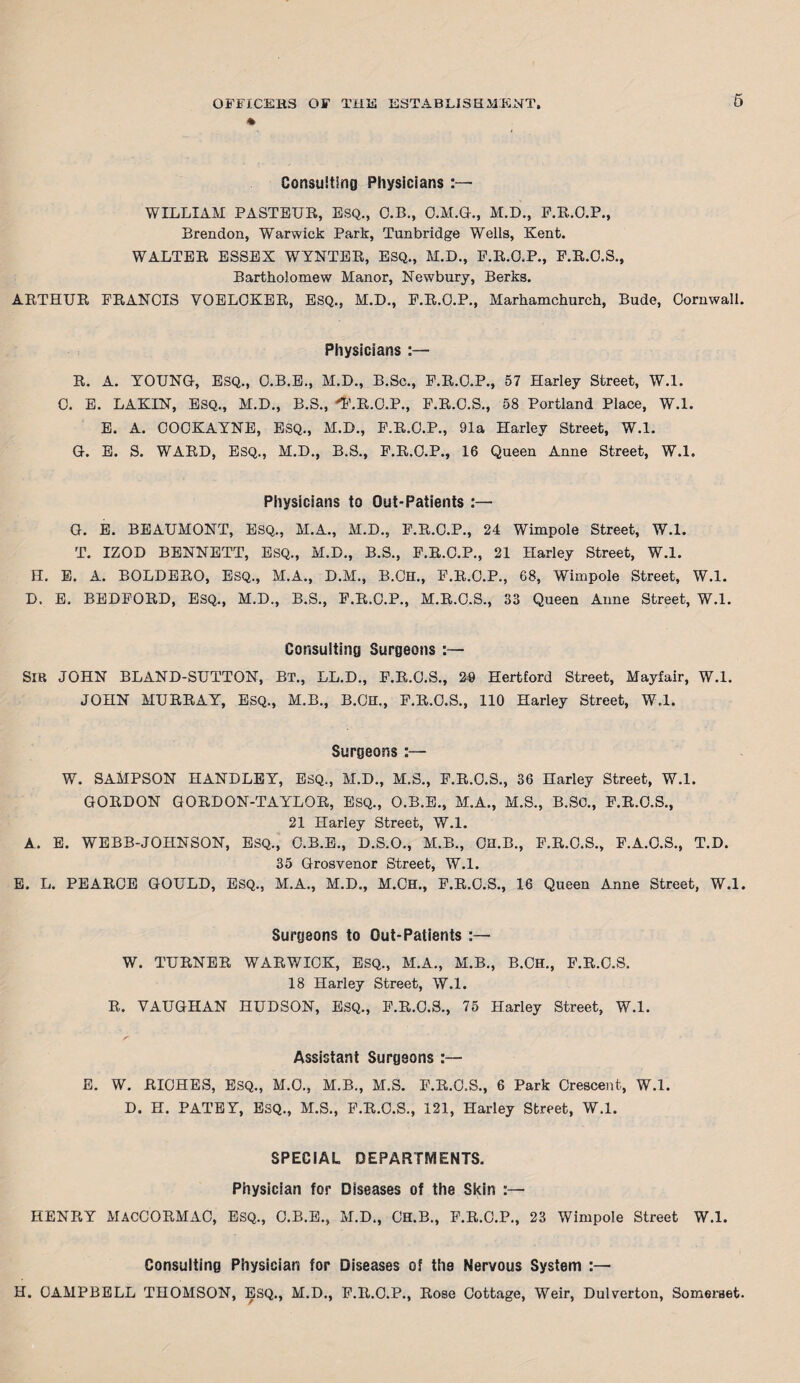 OFFICERS OF THE ESTABLISHMENT. 5
Consulting Physicians :—
WILLIAM PASTEUR, ESQ., C.B., C.M.G., M.D., F.R.C.P.,
Brendon, Warwick Park, Tunbridge Wells, Kent.
WALTER ESSEX WYNTER, ESQ., M.D., F.R.C.P., F.R.C.S.,
Bartholomew Manor, Newbury, Berks.
ARTHUR FRANCIS VOELCKER, ESQ., M.D., F.R.C.P., Marhamchurch, Bude, Cornwall.
Physicians :—
R. A. YOUNG, ESQ., C.B.E., M.D., B.Sc., F.R.C.P., 57 Harley Street, W.1.
C. E. LAKIN, ESQ., M.D., B.S., F.R.C.P., F.R.C.S., 58 Portland Place, W.1.
E. A. COCKAYNE, ESQ., M.D., F.R.C.P., 91a Harley Street, W.1.
G. E. S. WARD, ESQ., M.D., B.S., F.R.C.P., 16 Queen Anne Street, W.1.
Physicians to Out-Patients :—
G. E. BEAUMONT, ESQ., M.A., M.D., F.R.C.P., 24 Wimpole Street, W.1.
T. IZOD BENNETT, ESQ., M.D., B.S., F.R.C.P., 21 Harley Street, W.1.
H. E. A. BOLDERO, ESQ., M.A., D.M., B.CH., F.R.C.P., 68, Wimpole Street, W.1.
D. E. BEDFORD, ESQ., M.D., B.S., F.R.C.P., M.R.C.S., 33 Queen Anne Street, W.1.
Consulting Surgeons :—
SIR JOHN BLAND-SUTTON, BT., LL.D., F.R.C.S., 29 Hertford Street, Mayfair, W.1.
JOHN MURRAY, ESQ., M.B., B.CH., F.R.C.S., 110 Harley Street, W.1.
Surgeons :—
W. SAMPSON HANDLEY, ESQ., M.D., M.S., F.R.C.S., 36 Harley Street, W.1.
GORDON GORDON-TAYLOR, ESQ., O.B.E., M.A., M.S., B.SC., F.R.C.S.,
21 Harley Street, W.1.
A. E. WEBB-JOHNSON, ESQ., C.B.E., D.S.O., M.B., CH.B., F.R.C.S., F.A.C.S., T.D.
35 Grosvenor Street, W.1.
E. L. PEARCE GOULD, ESQ., M.A., M.D., M.CH., F.R.C.S., 16 Queen Anne Street, W.1.
Surgeons to Out-Patients :—
W. TURNER WARWICK, ESQ., M.A., M.B., B.CH., F.R.C.S.
18 Harley Street, W.1.
R. VAUGHAN HUDSON, ESQ., F.R.C.S., 75 Harley Street, W.1.
Assistant Surgeons :—
E. W. RICHES, ESQ., M.C., M.B., M.S. F.R.C.S., 6 Park Crescent, W.1.
D. H. PATEY, ESQ., M.S., F.R.C.S., 121, Harley Street, W.1.
SPECIAL DEPARTMENTS.
Physician for Diseases of the Skin :—
HENRY MACCORMAC, ESQ., C.B.E., M.D., CH.B., F.R.C.P., 23 Wimpole Street W.1.
Consulting Physician for Diseases of the Nervous System :—
H. CAMPBELL THOMSON, ESQ., M.D., F.R.C.P., Rose Cottage, Weir, Dulverton, Somerset.